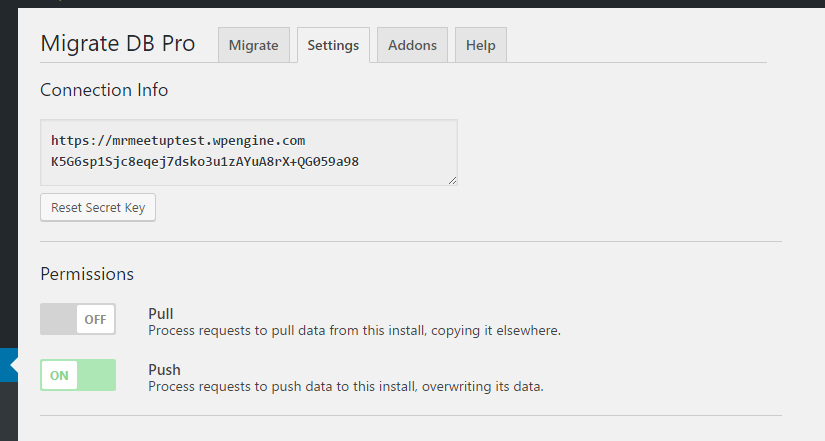 Migrate DB Pro
Migrate
Settings
Addons
Help
Connection Info
https://mrmeetuptest.wpengine.com
K5G6sp1Sjc8eqej7dsko3u1zAYuA8rX+QG059a98
Reset Secret Key
Permissions
OFF
Pull
Process requests to pull data from this install, copying it elsewhere.
ON
Push
Process requests to push data to this install, overwriting its data.